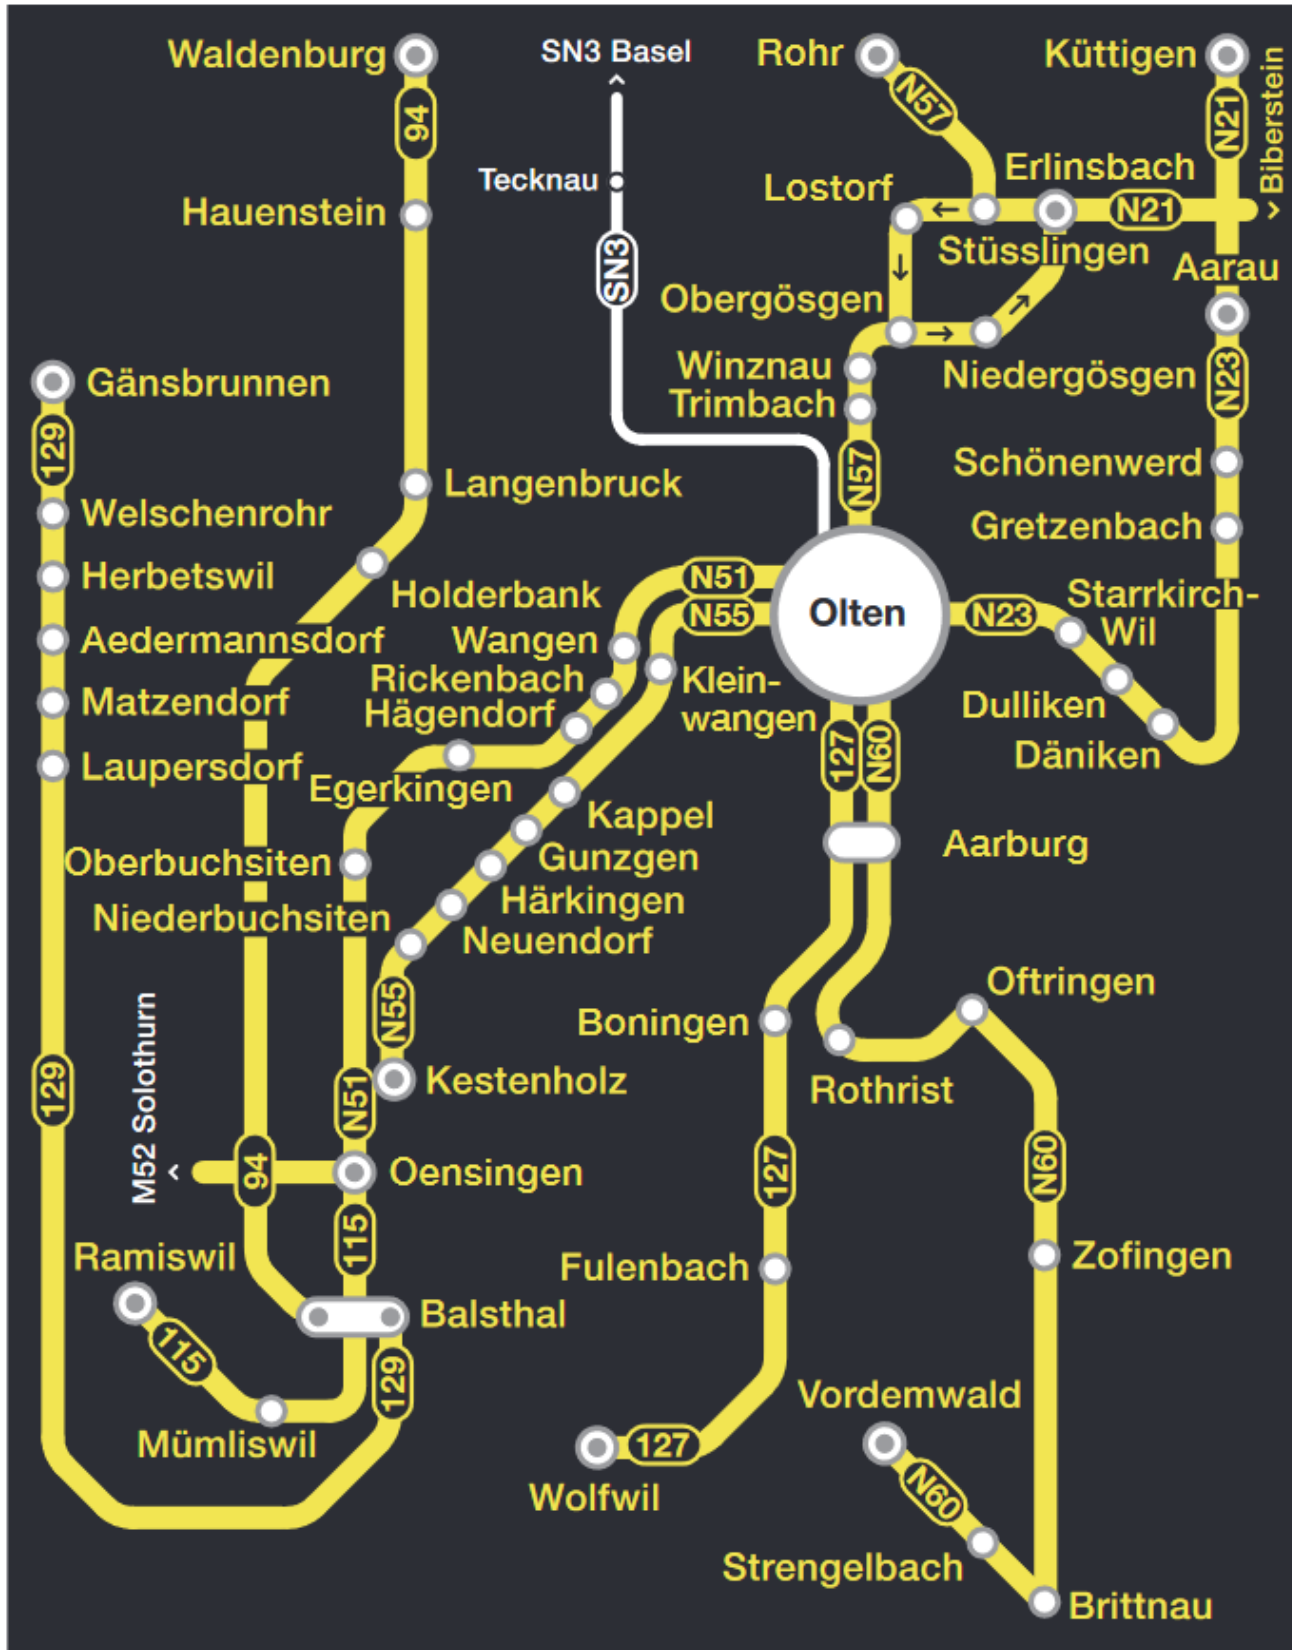 Waldenburg
SN3 Basel
Rohr
Küttigen
94
N57
N21
Biberstein
Tecknau
Erlinsbach
Lostorf
Hauenstein
N21
SN3
Stüsslingen
Aarau
Obergösgen
Gänsbrunnen
Winznau
Niedergösgen
N23
Trimbach
129
Langenbruck
N57
Schönenwerd
Welschenrohr
Gretzenbach
Herbetswil
Holderbank
N51
N55
Olten
N23
Starrkirch-
Wil
Aedermannsdorf
Wangen
Rickenbach
Klein-
wangen
Matzendorf
Hägendorf
Dulliken
127
N60
Däniken
Laupersdorf
Egerkingen
Kappel
Aarburg
Oberbuchsiten
Gunzgen
Niederbuchsiten
Härkingen
Neuendorf
Oftringen
N55
Boningen
M52 Solothurn
129
N51
Kestenholz
Rothrist
94
Oensingen
127
N60
115
Ramiswil
Fulenbach
Zofingen
Balsthal
115
129
Vordemwald
Mümliswil
127
Wolfwil
N60
Strengelbach
Brittnau